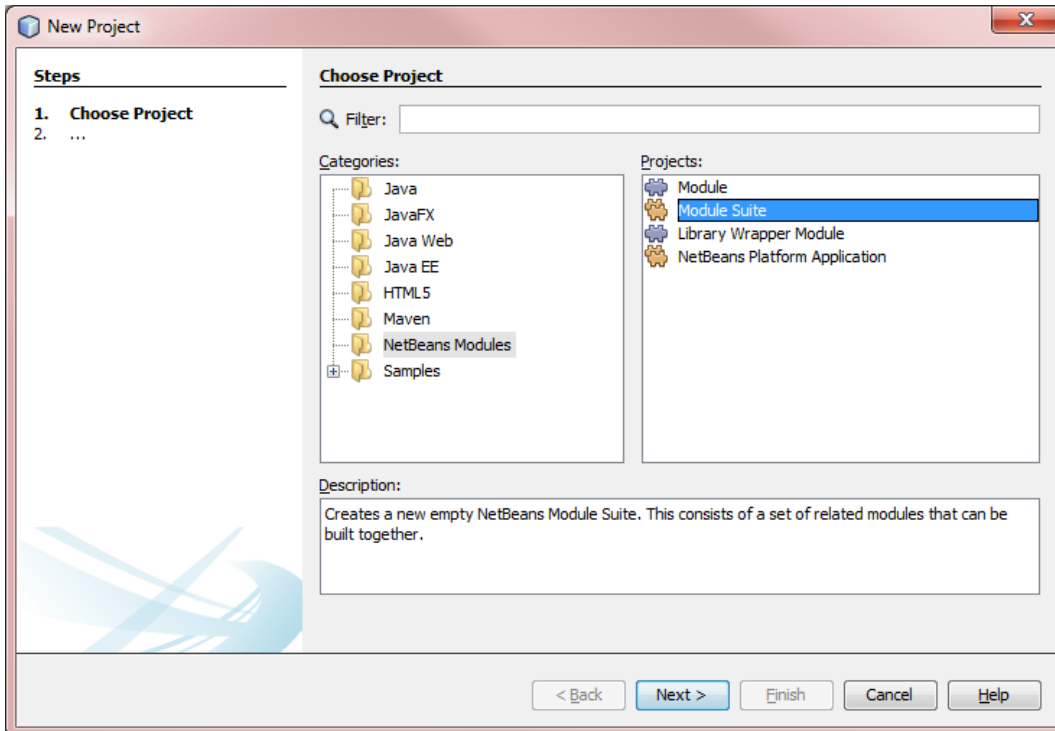 New Project
Steps
1. Choose Project
2. ...
Choose Project
Filter:
Categories:
Java
JavaFX
Java Web
Java EE
HTML5
Maven
NetBeans Modules
Samples
Projects:
Module
Module Suite
Library Wrapper Module
NetBeans Platform Application
Description:
Creates a new empty NetBeans Module Suite. This consists of a set of related modules that can be
built together.
< Back Next > Finish Cancel Help